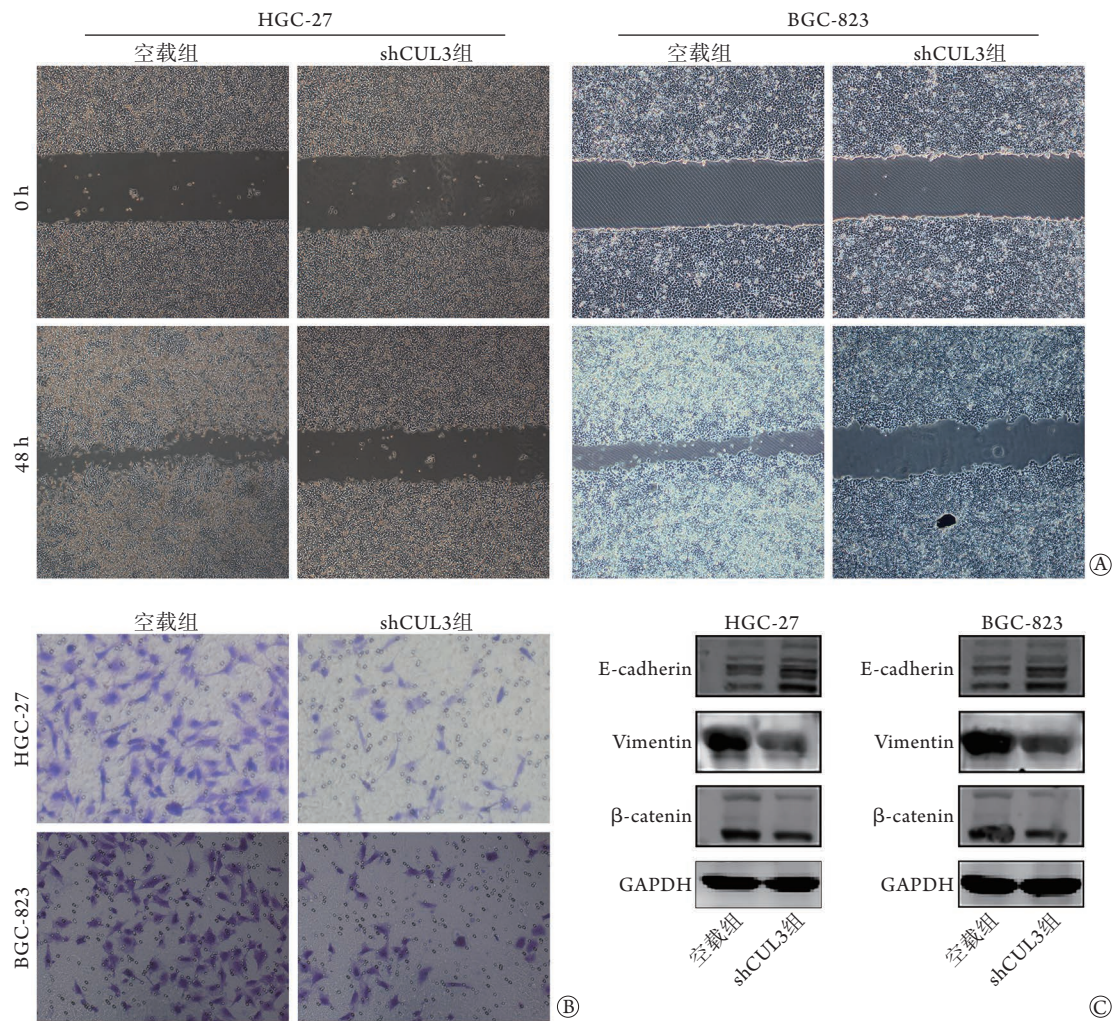 HGC-27
BGC-823
空载组
shCUL3组
空载组
shCUL3组
0 h
48 h
Ⓐ
空载组
shCUL3组
HGC-27
BGC-823
Ⓑ
HGC-27
BGC-823
E-cadherin
E-cadherin
Vimentin
Vimentin
β-catenin
β-catenin
GAPDH
GAPDH
空载组
shCUL3组
空载组
shCUL3组
Ⓒ